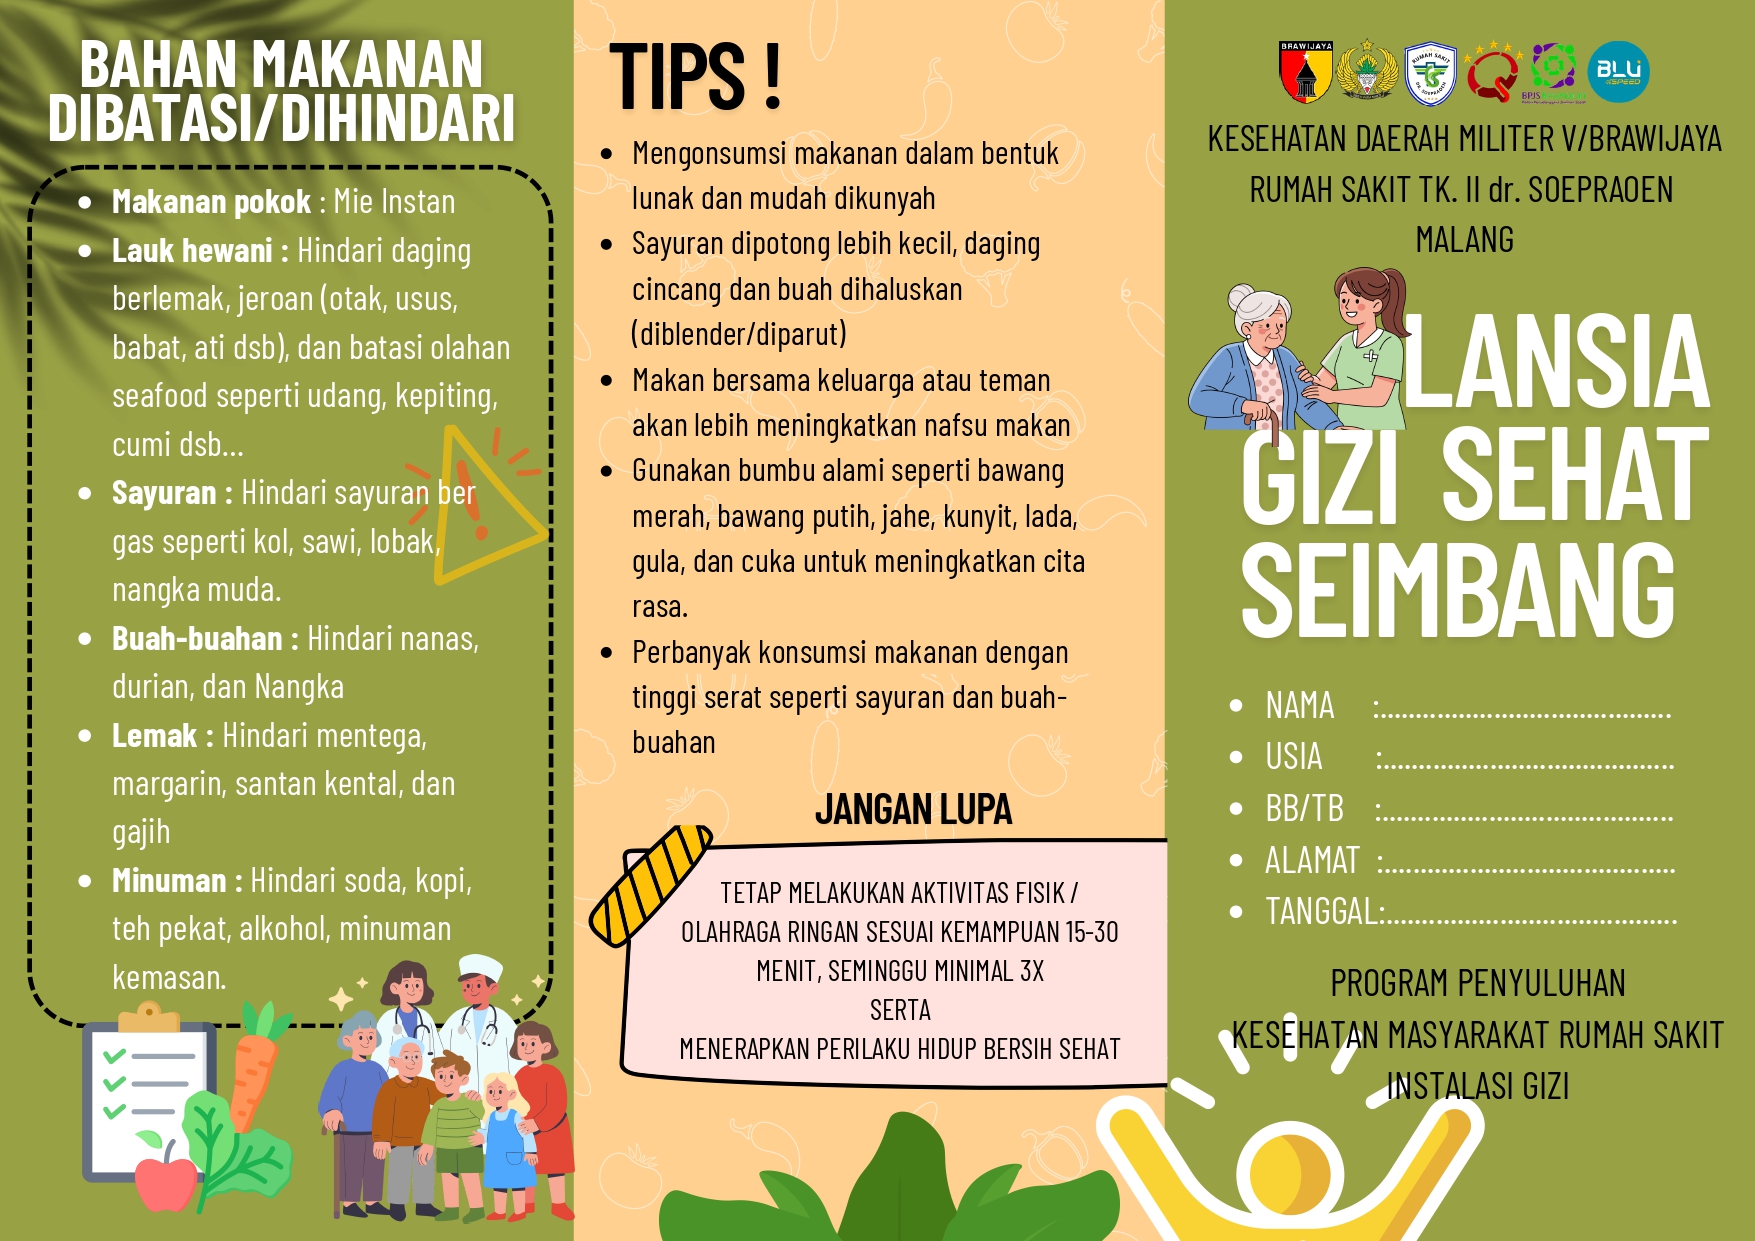 BAHAN MAKANAN
DIBATASI/DIHINDARI
Makanan pokok : Mie Instan
Lauk hewani : Hindari daging
berlemak, jeroan (otak, usus,
babat, ati dsb), dan batasi olahan
seafood seperti udang, kepiting,
cumi dsb...
Sayuran : Hindari sayuran ber
gas seperti kol, sawi, lobak,
nangka muda.
Buah-buahan : Hindari nanas,
durian, dan Nangka
Lemak : Hindari mentega,
margarin, santan kental, dan
gajih
Minuman : Hindari soda, kopi,
teh pekat, alkohol, minuman
kemasan.
TIPS !
Mengonsumsi makanan dalam bentuk
lunak dan mudah dikunyah
Sayuran dipotong lebih kecil, daging
cincang dan buah dihaluskan
(diblender/diparut)
Makan bersama keluarga atau teman
akan lebih meningkatkan nafsu makan
Gunakan bumbu alami seperti bawang
merah, bawang putih, jahe, kunyit, lada,
gula, dan cuka untuk meningkatkan cita
rasa.
Perbanyak konsumsi makanan dengan
tinggi serat seperti sayuran dan buah-
buahan
JANGAN LUPA
TETAP MELAKUKAN AKTIVITAS FISIK /
OLAHRAGA RINGAN SESUAI KEMAMPUAN 15-30
MENIT, SEMINGGU MINIMAL 3X
SERTA
MENERAPKAN PERILAKU HIDUP BERSIH SEHAT
BRAWIJAYA
RUMAH SAKIT
DR. SOEPRAOEN
BPJS
BLU
SPEED
KESEHATAN DAERAH MILITER V/BRAWIJAYA
RUMAH SAKIT TK. II dr. SOEPRAOEN
MALANG
LANSIA
GIZI SEHAT
SEIMBANG
NAMA :.........................................
USIA :.........................................
BB/TB :.........................................
ALAMAT :.........................................
TANGGAL:.........................................
PROGRAM PENYULUHAN
KESEHATAN MASYARAKAT RUMAH SAKIT
INSTALASI GIZI